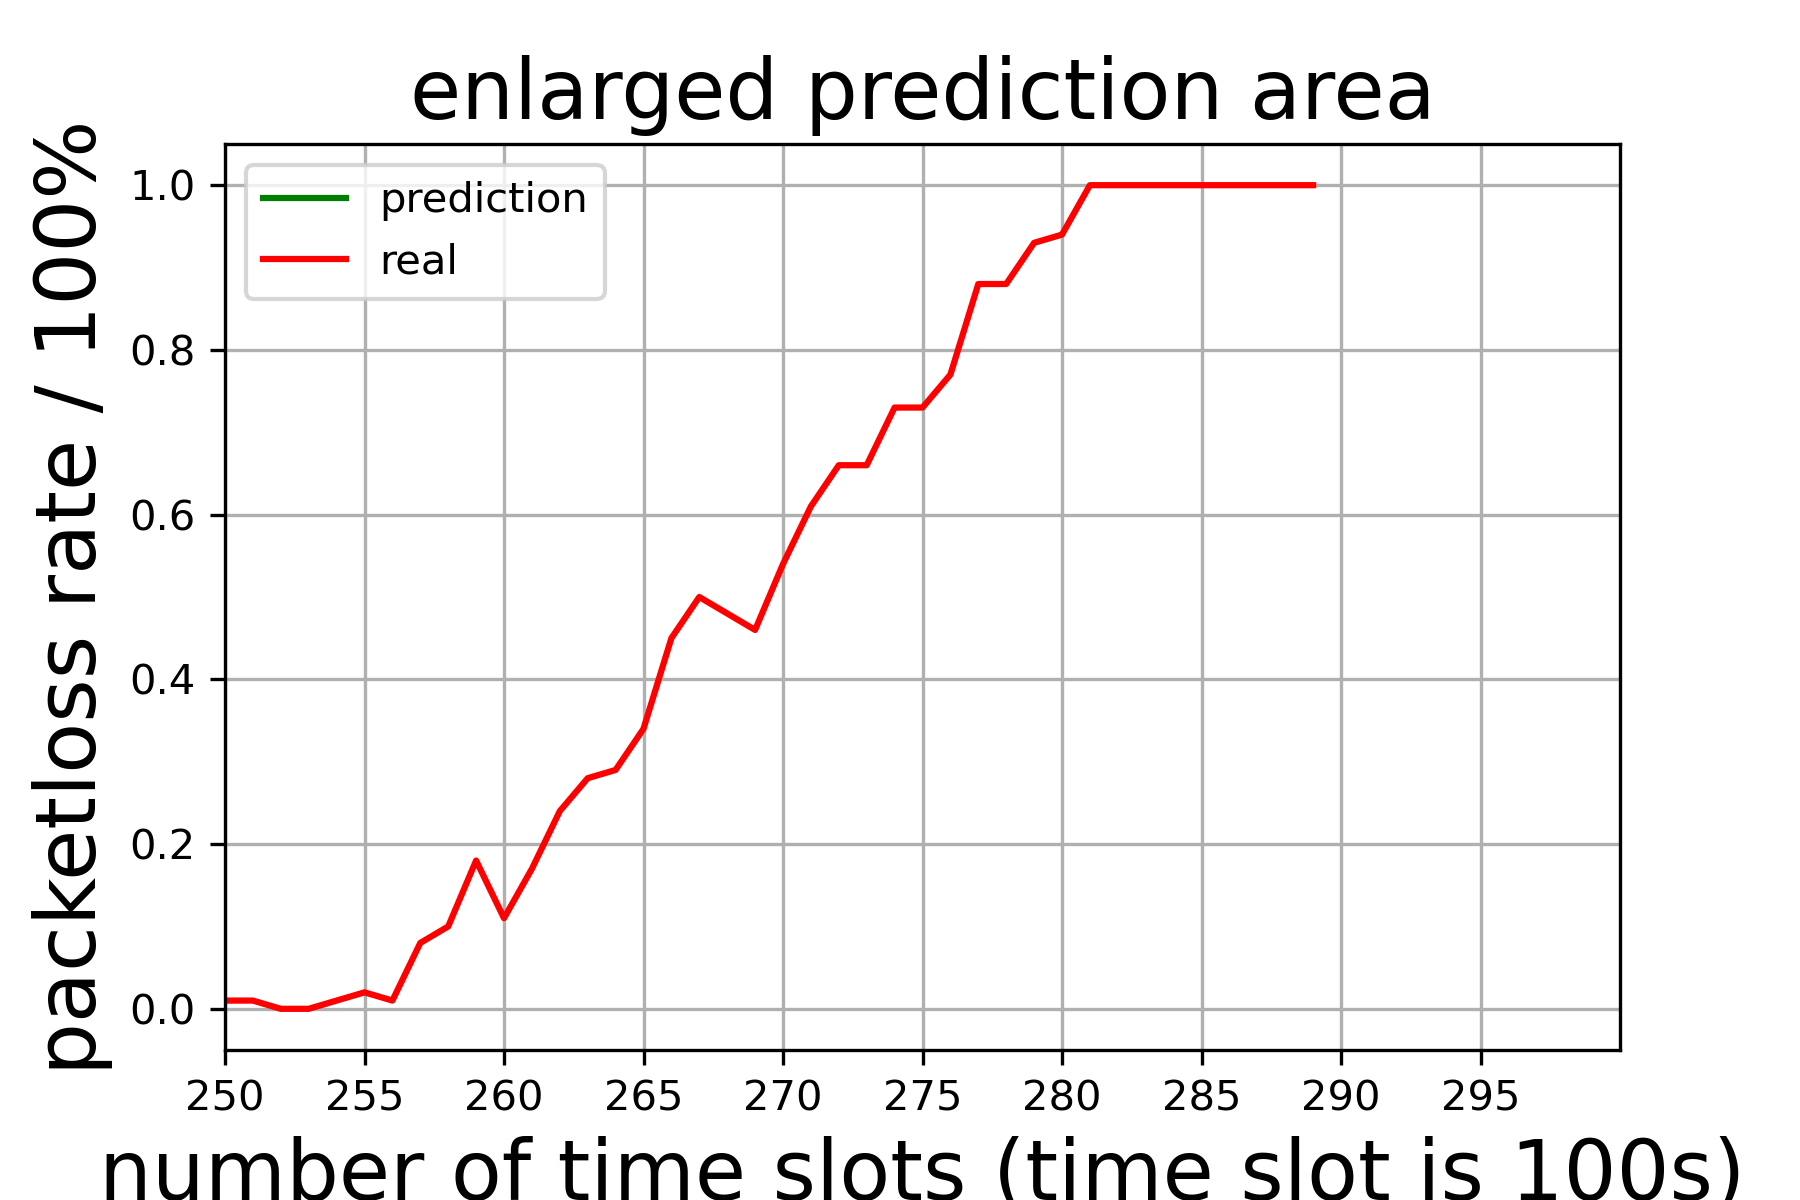 enlarged prediction area
packetloss rate / 100%
prediction
real
1.0
0.8
0.6
0.4
0.2
0.0
250 255 260 265 270 275 280 285 290 295
number of time slots (time slot is 100s)